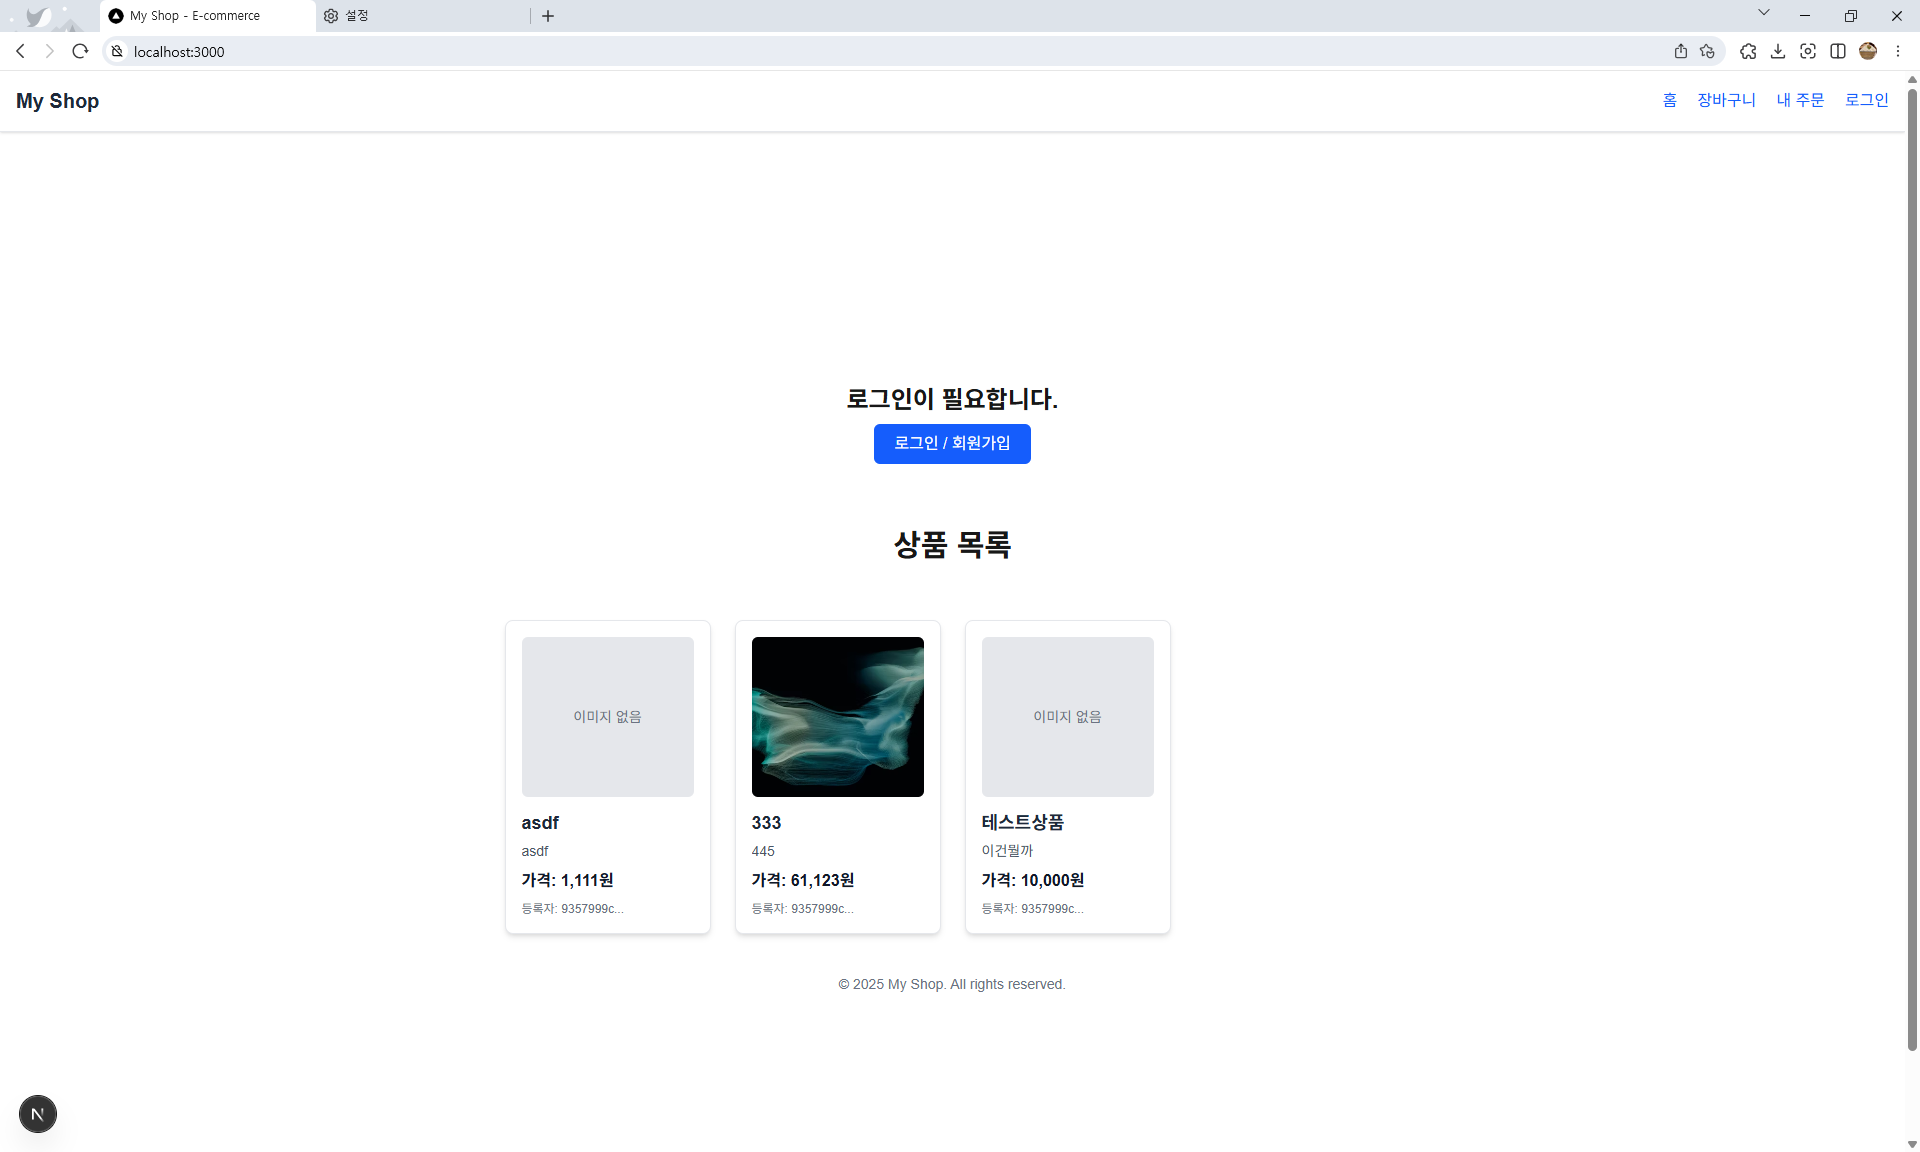 My Shop - E-commerce
설정
localhost:3000
My Shop
홈 장바구니 내 주문 로그인
로그인이 필요합니다.
로그인 / 회원가입
상품 목록
이미지 없음
asdf
asdf
가격: 1,111원
등록자: 9357999c...
333
445
가격: 61,123원
등록자: 9357999c...
이미지 없음
테스트상품
이건뭘까
가격: 10,000원
등록자: 9357999c...
© 2025 My Shop. All rights reserved.
N